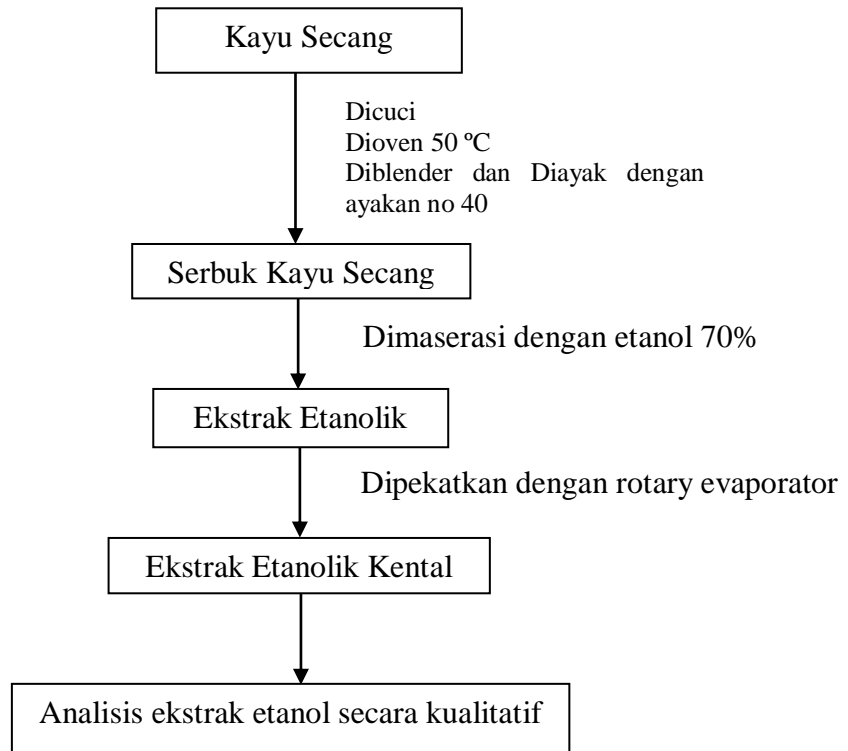 Kayu Secang
Dicuci
Dioven 50 ºC
Diblender dan Diayak dengan
ayakan no 40
Serbuk Kayu Secang
Dimaserasi dengan etanol 70%
Ekstrak Etanolik
Dipekatkan dengan rotary evaporator
Ekstrak Etanolik Kental
Analisis ekstrak etanol secara kualitatif